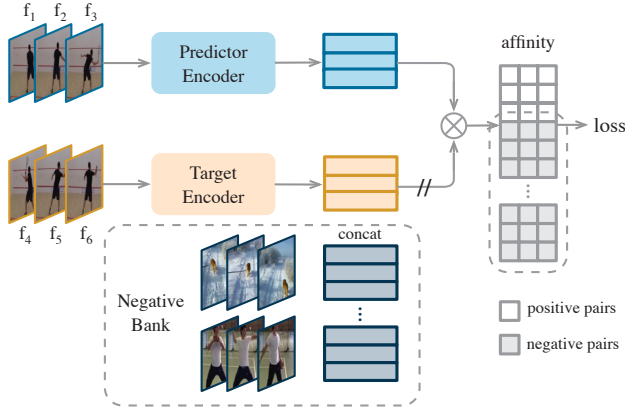 f1 f2 f3
Predictor
Encoder
affinity
loss
Target
Encoder
//
f4 f5 f6
concat
Negative
Bank
positive pairs
negative pairs